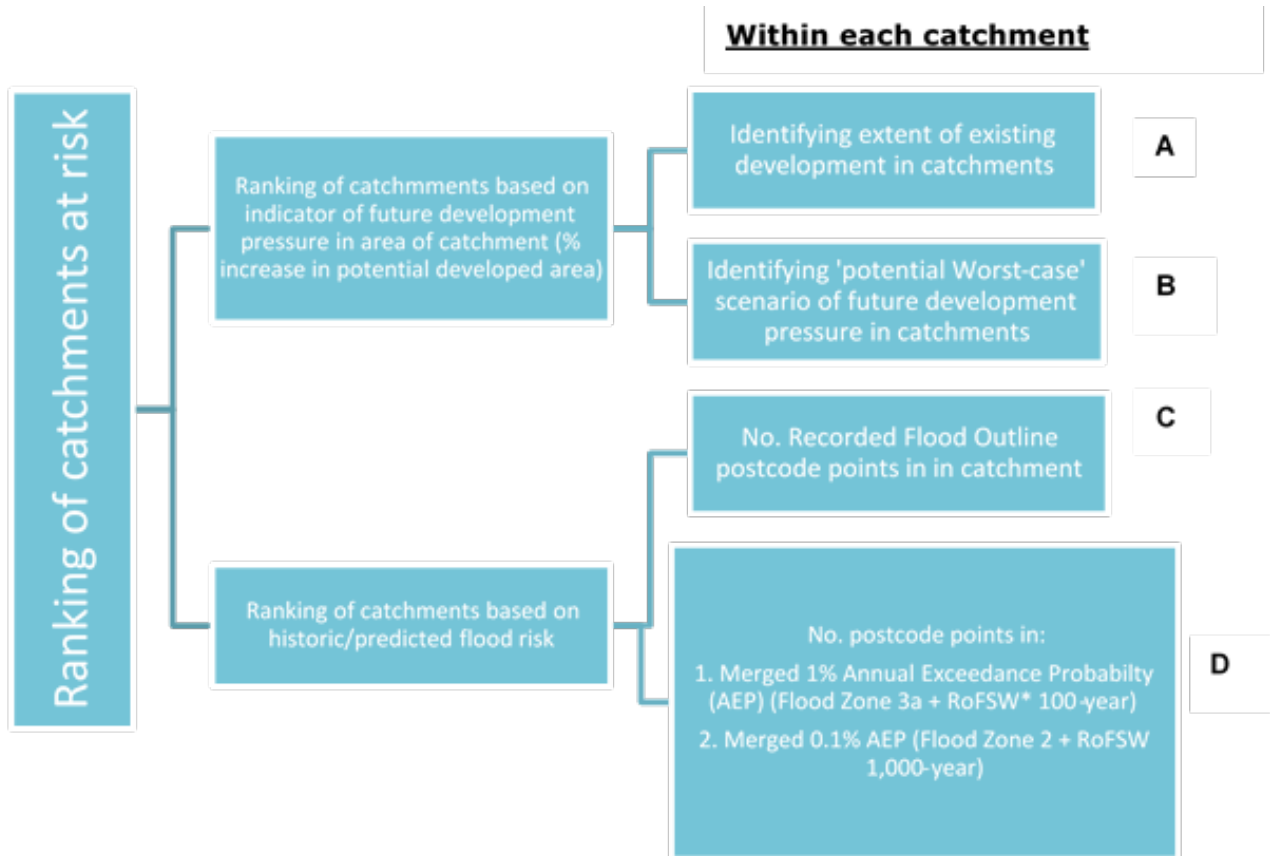 Within each catchment
Ranking of catchments at risk
Ranking of catchmments based on
indicator of future development
pressure in area of catchment (%
increase in potential developed area)
Identifying extent of existing
development in catchments
A
Identifying 'potential Worst-case'
scenario of future development
pressure in catchments
B
Ranking of catchments based on
historic/predicted flood risk
No. Recorded Flood Outline
postcode points in in catchment
C
No. postcode points in:
1. Merged 1% Annual Exceedance Probabilty
(AEP) (Flood Zone 3a + RoFSW* 100-year)
2. Merged 0.1% AEP (Flood Zone 2 + RoFSW
1,000-year)
D